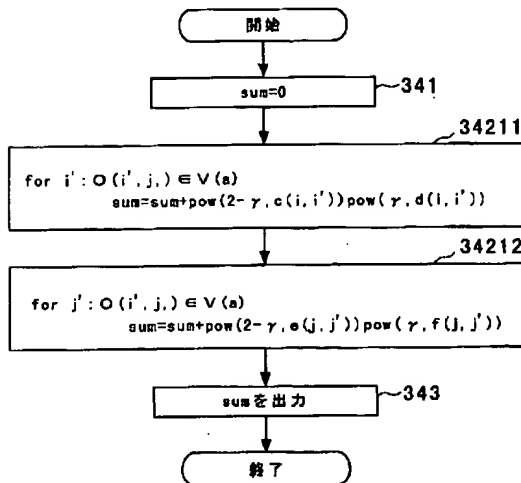 開始
sum=0
341
34211
for i' : O(i', j,) ∈ V(a)
sum=sum+pow(2-γ, c(i, i'))pow(γ, d(i, i'))
34212
for j' : O(i', j,) ∈ V(a)
sum=sum+pow(2-γ, e(j, j'))pow(γ, f(j, j'))
sumを出力
343
終了